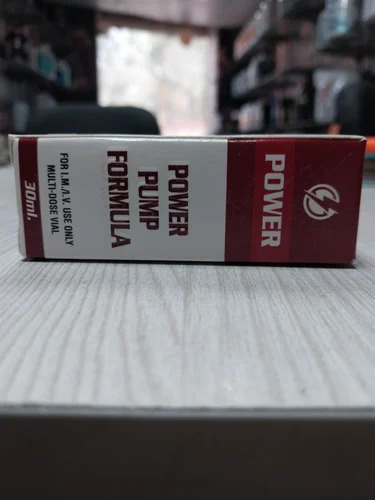 POWER
POWER
PUMP
FORMULA
FOR I.M./I.V. USE ONLY
MULTI-DOSE VIAL
30ml.